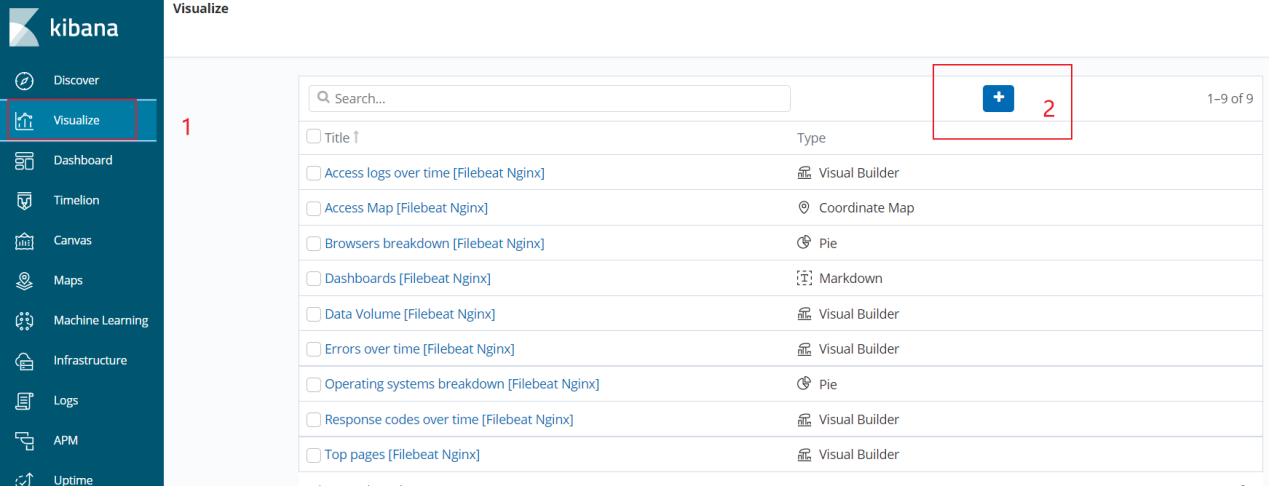 kibana
Discover
Visualize
Dashboard
Timelion
Canvas
Maps
Machine Learning
Infrastructure
Logs
APM
Uptime
1
Visualize
Search...
+
2
1–9 of 9
Title Type
Access logs over time [Filebeat Nginx] Visual Builder
Access Map [Filebeat Nginx] Coordinate Map
Browsers breakdown [Filebeat Nginx] Pie
Dashboards [Filebeat Nginx] Markdown
Data Volume [Filebeat Nginx] Visual Builder
Errors over time [Filebeat Nginx] Visual Builder
Operating systems breakdown [Filebeat Nginx] Pie
Response codes over time [Filebeat Nginx] Visual Builder
Top pages [Filebeat Nginx] Visual Builder